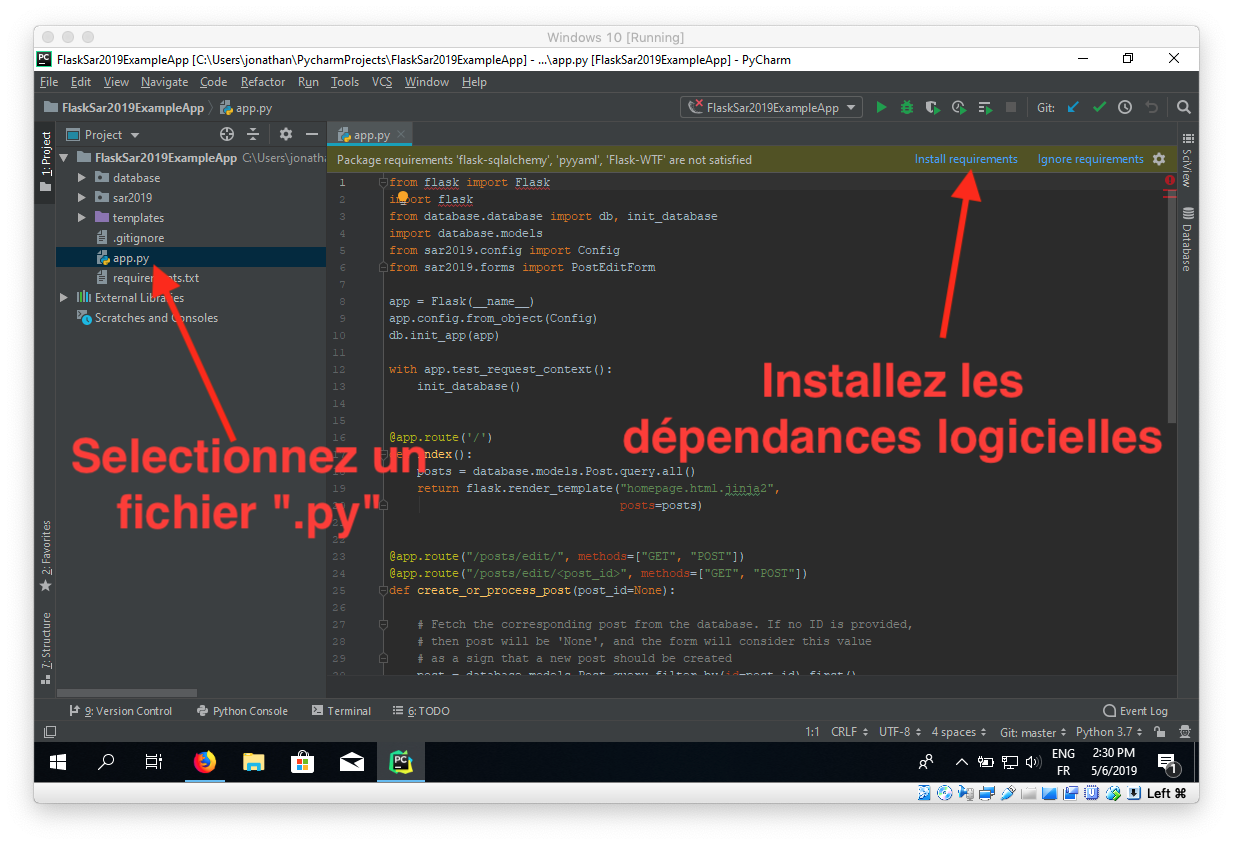 Windows 10 [Running]
FlaskSar2019ExampleApp [C:\Users\jonathan\PycharmProjects\FlaskSar2019ExampleApp] - ...\app.py [FlaskSar2019ExampleApp] - PyCharm
File Edit View Navigate Code Refactor Run Tools VCS Window Help
FlaskSar2019ExampleApp app.py
FlaskSar2019ExampleApp
Git:
1: Project
Project
app.py
FlaskSar2019ExampleApp C:\Users\jonatha
database
sar2019
templates
.gitignore
app.py
External Libraries
Scratches and Consoles
Package requirements 'flask-sqlalchemy', 'pyyaml', 'Flask-WTF' are not satisfied
Install requirements Ignore requirements
1 from flask import Flask
2 import flask
3 from database.database import db, init_database
4 import database.models
5 from sar2019.config import Config
6 from sar2019.forms import PostEditForm
7
8 app = Flask(__name__)
9 app.config.from_object(Config)
10 db.init_app(app)
11
12 with app.test_request_context():
13 init_database()
14
15
16 @app.route('/')
index():
posts = database.models.Post.query.all()
19 return flask.render_template("homepage.html.jinja2",
posts=posts)
22
23 @app.route("/posts/edit/", methods=["GET", "POST"])
24 @app.route("/posts/edit/<post_id>", methods=["GET", "POST"])
25 def create_or_process_post(post_id=None):
26
27 # Fetch the corresponding post from the database. If no ID is provided,
28 # then post will be 'None', and the form will consider this value
29 # as a sign that a new post should be created
post = database.models.Post.query.filter_by(id=post_id).first()
Selectionnez un
fichier ".py"
Installez les
dépendances logicielles
SciView
Database
2: Favorites
7: Structure
9: Version Control Python Console Terminal 6: TODO Event Log
1:1 CRLF UTF-8 4 spaces Git: master Python 3.7
ENG
FR
2:30 PM
5/6/2019
1
Left ⌘